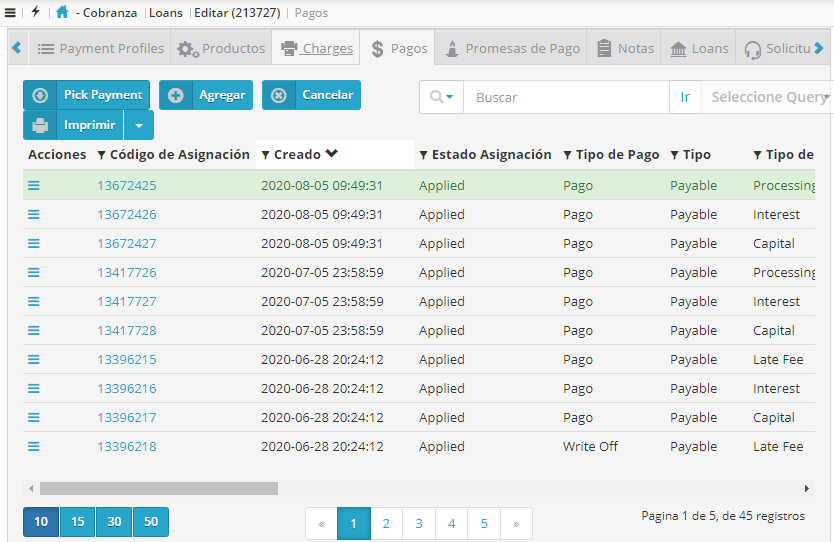 - Cobranza Loans Editar (213727) Pagos
Payment Profiles Productos Charges Pagos Promesas de Pago Notas Loans Solicitu
Pick Payment Agregar Cancelar Buscar Ir Seleccione Query
Imprimir
Acciones Código de Asignación Creado Estado Asignación Tipo de Pago Tipo Tipo de
13672425 2020-08-05 09:49:31 Applied Pago Payable Processing
13672426 2020-08-05 09:49:31 Applied Pago Payable Interest
13672427 2020-08-05 09:49:31 Applied Pago Payable Capital
13417726 2020-07-05 23:58:59 Applied Pago Payable Processing
13417727 2020-07-05 23:58:59 Applied Pago Payable Interest
13417728 2020-07-05 23:58:59 Applied Pago Payable Capital
13396215 2020-06-28 20:24:12 Applied Pago Payable Late Fee
13396216 2020-06-28 20:24:12 Applied Pago Payable Interest
13396217 2020-06-28 20:24:12 Applied Pago Payable Capital
13396218 2020-06-28 20:24:12 Applied Write Off Payable Late Fee
10 15 30 50 « 1 2 3 4 5 » Pagina 1 de 5, de 45 registros